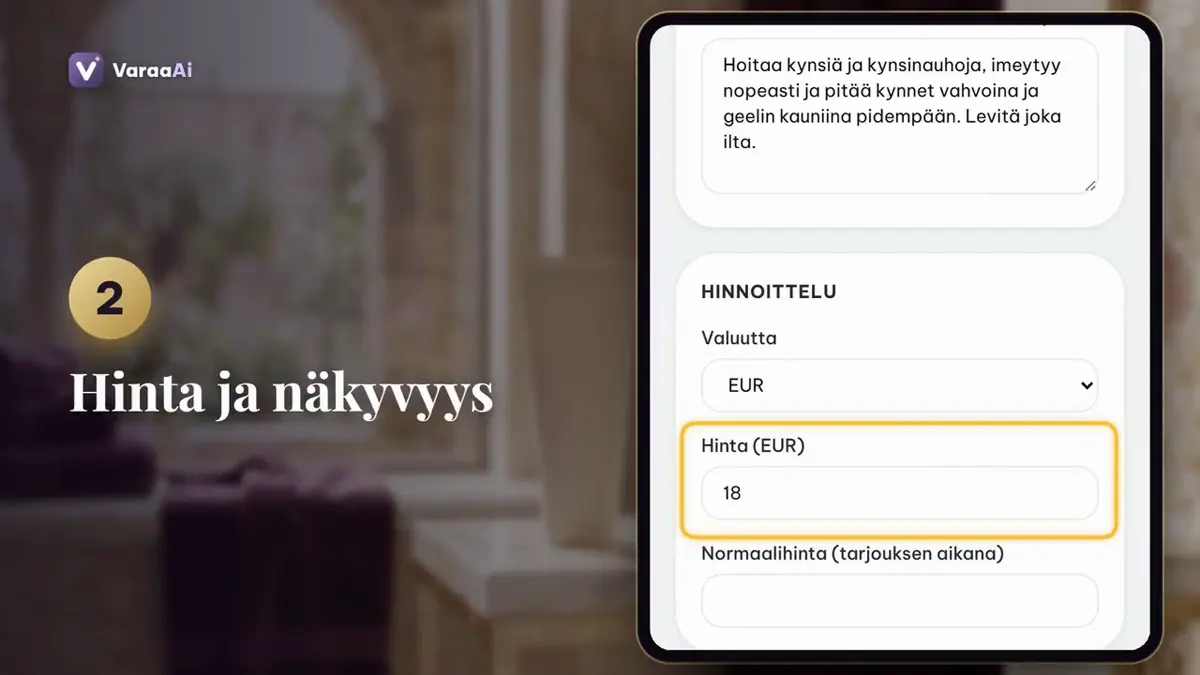 VaraaAi
2
Hinta ja näkyvyys
Hoitaa kynsiä ja kynsinauhoja, imeytyy
nopeasti ja pitää kynnet vahvoina ja
geelin kauniina pidempään. Levitä joka
ilta.
HINNOITTELU
Valuutta
EUR
Hinta (EUR)
18
Normaalihinta (tarjouksen aikana)